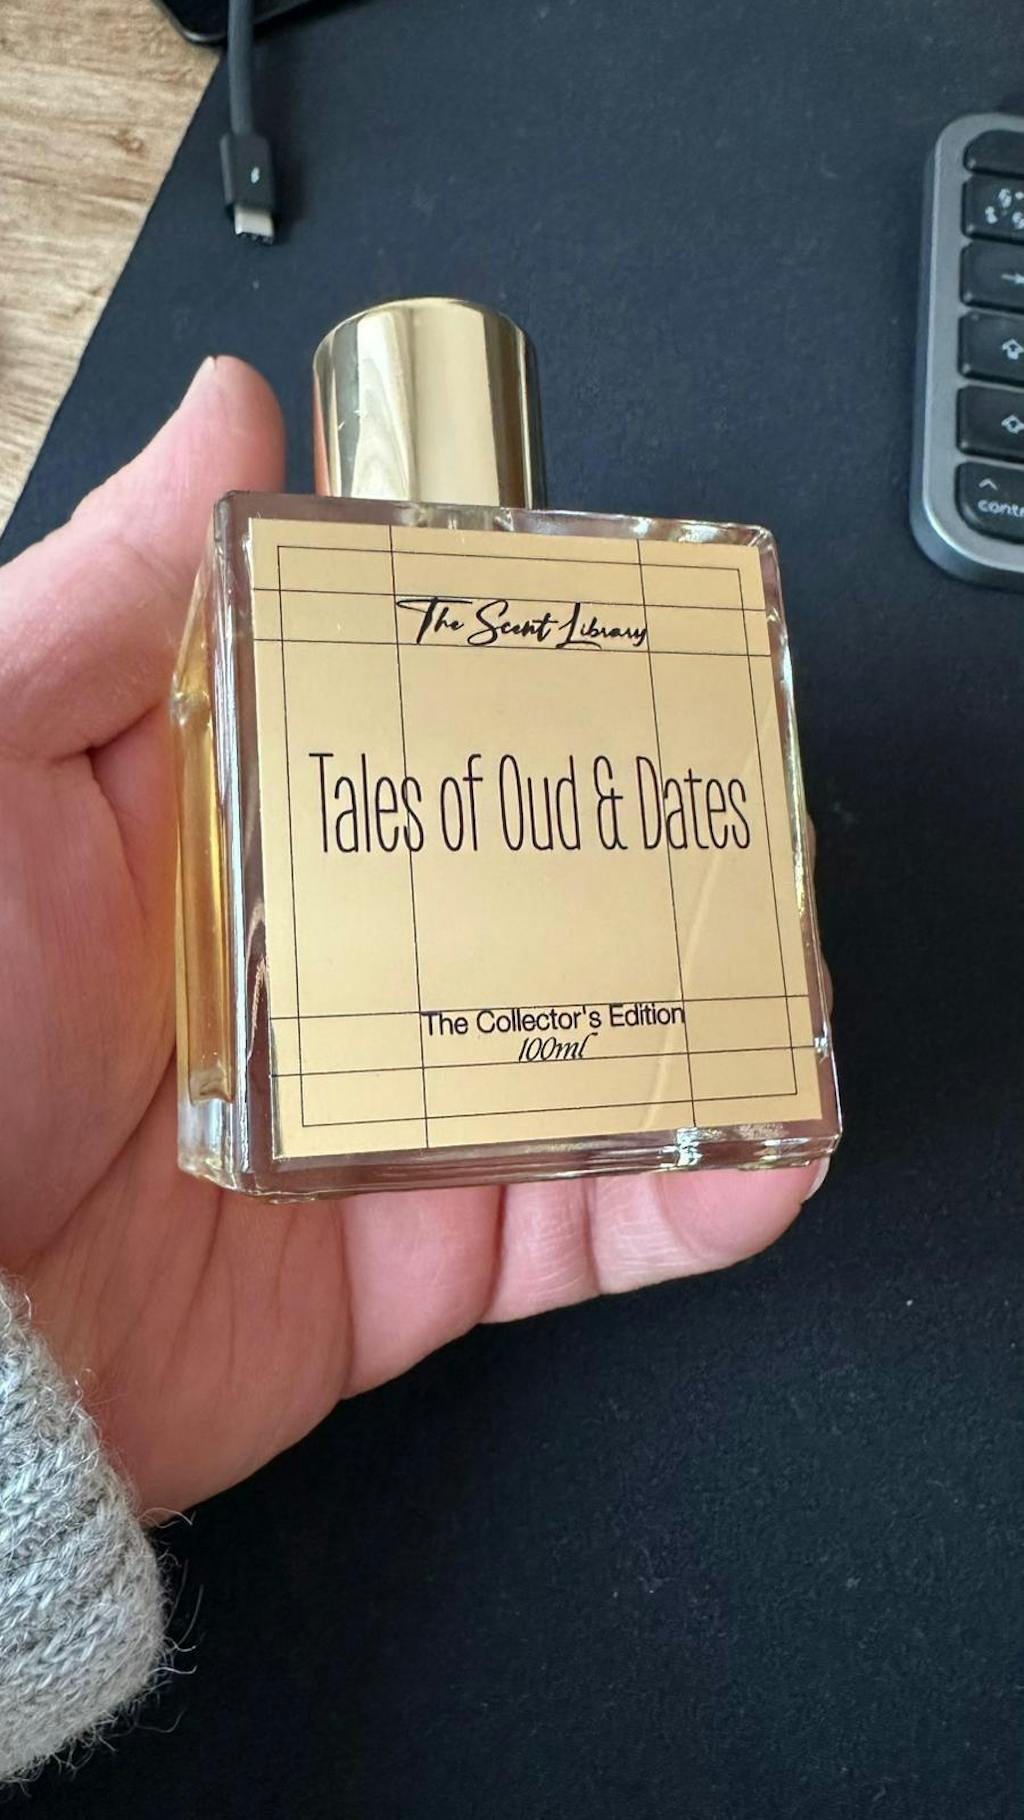 The Scent Library
Tales of Oud & Dates
The Collector's Edition
100ml